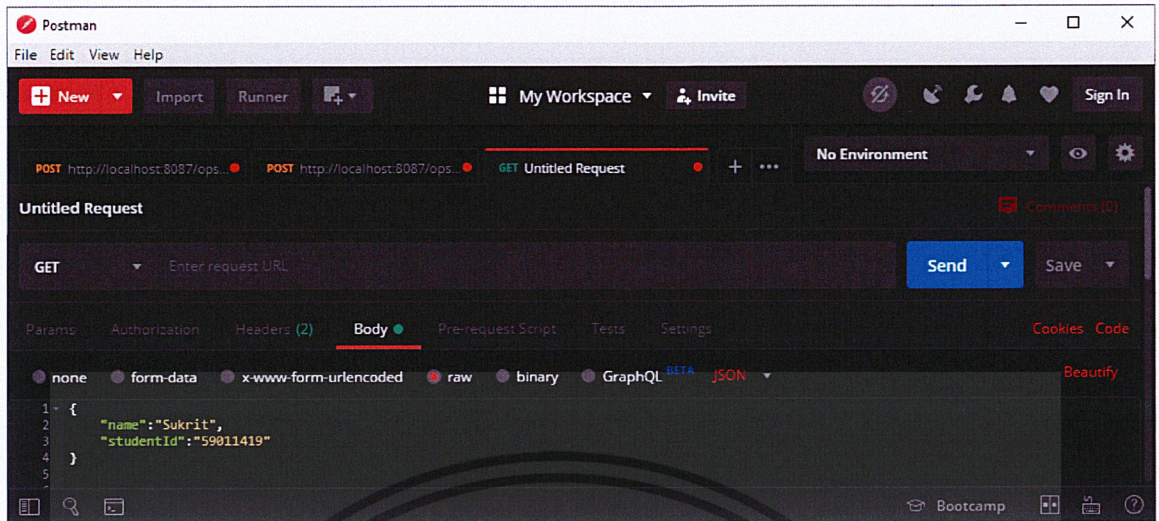 Postman
File Edit View Help
New Import Runner My Workspace Invite Sign In
POST http://localhost:8087/ops... POST http://localhost:8087/ops... GET Untitled Request + ••• No Environment
Untitled Request Comments (0)
GET Enter request URL Send Save
Params Authorization Headers (2) Body Pre-request Script Tests Settings Cookies Code
none form-data x-www-form-urlencoded raw binary GraphQL BETA JSON Beautify
1 {
2 "name":"Sukrit",
3 "studentId":"59011419"
4 }
5
Bootcamp